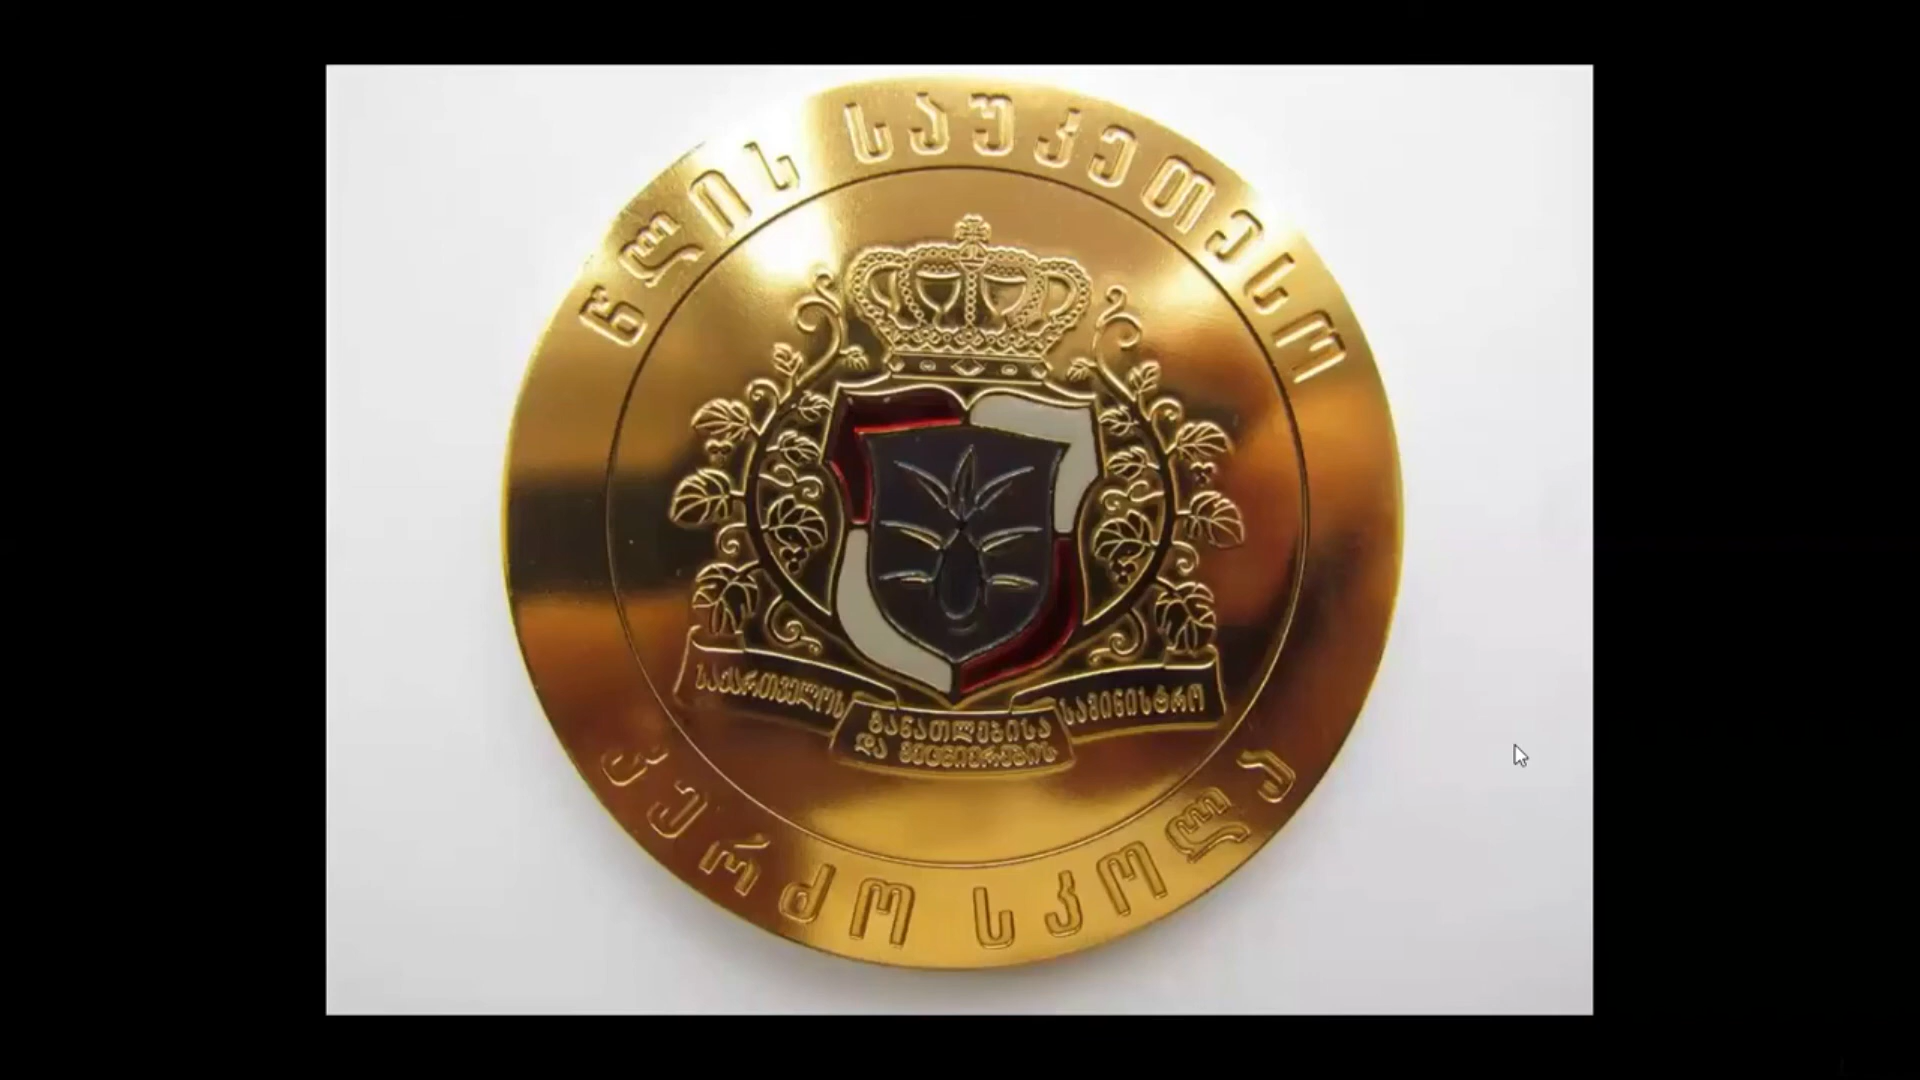 წლის საუკეთესო
საქართველოს
განათლებისა
და მეცნიერების
სამინისტრო
კერძო სკოლა